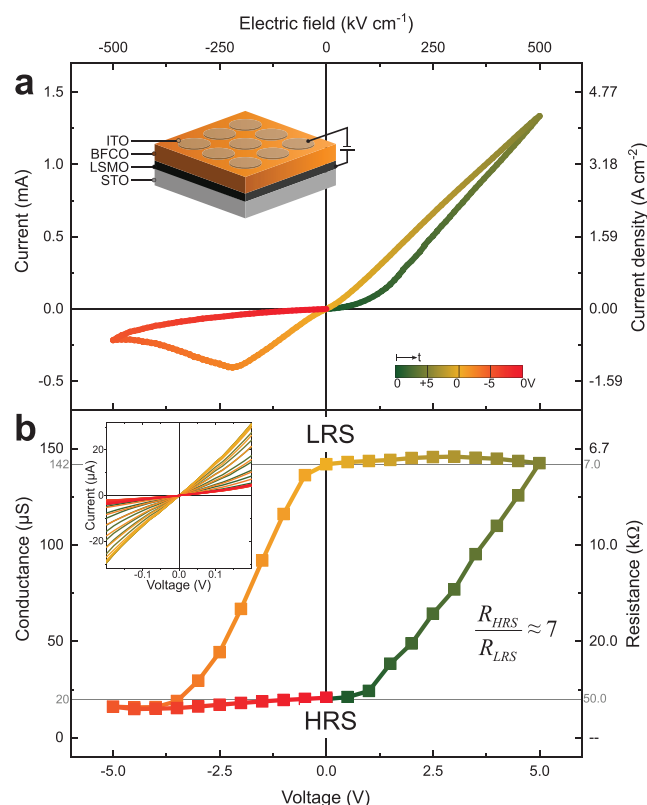 Electric field (kV cm-1)
-500 -250 0 250 500
a
1.5 4.77
ITO
BFCO
LSMO
STO
1.0 3.18
Current (mA)
Current density (A cm-2)
0.5 1.59
0.0 0.00
t
0 +5 0 -5 0V
-0.5 -1.59
b
LRS
150 6.7
142 7.0
Current (µA)
20
0
-20
-0.1 0.0 0.1
Voltage (V)
Conductance (µS)
Resistance (kΩ)
100 10.0
RHRS
RLRS ≈ 7
50 20.0
20 50.0
HRS
0 --
-5.0 -2.5 0.0 2.5 5.0
Voltage (V)